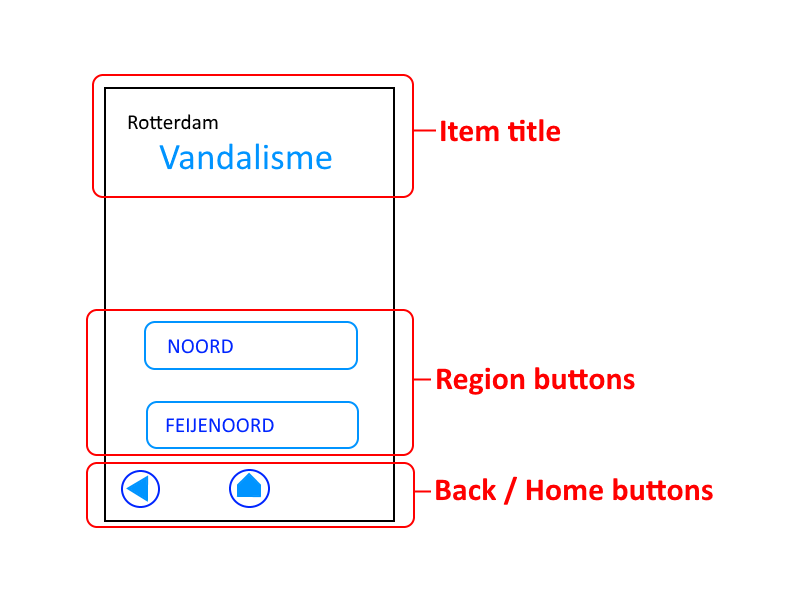 Rotterdam
Vandalisme
Item title
NOORD
FEIJENOORD
Region buttons
Back / Home buttons